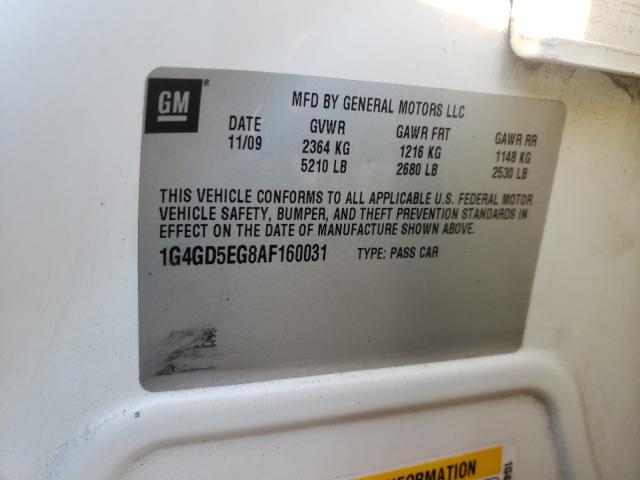 GM®
MFD BY GENERAL MOTORS LLC
DATE GVWR GAWR FRT GAWR RR
11/09 2364 KG 1216 KG 1148 KG
5210 LB 2680 LB 2530 LB
THIS VEHICLE CONFORMS TO ALL APPLICABLE U.S. FEDERAL MOTOR
VEHICLE SAFETY, BUMPER, AND THEFT PREVENTION STANDARDS IN
EFFECT ON THE DATE OF MANUFACTURE SHOWN ABOVE.
1G4GD5EG8AF160031 TYPE: PASS CAR
INFORMATION